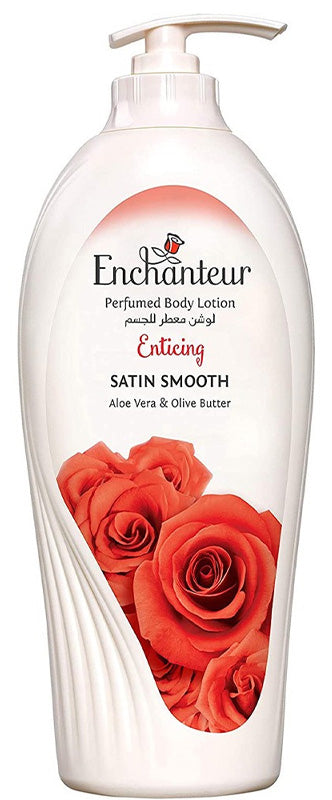 Enchanteur
Perfumed Body Lotion
لوشن معطر للجسم
Enticing
SATIN SMOOTH
Aloe Vera & Olive Butter